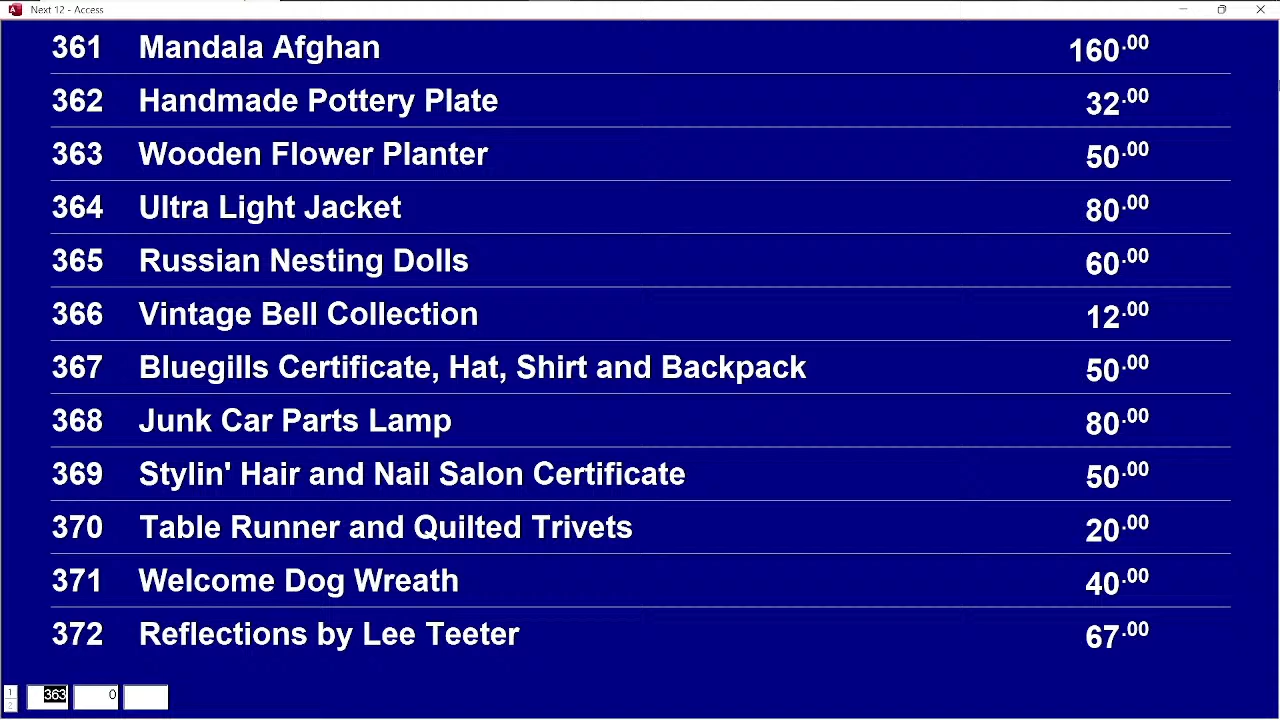 Next 12 - Access
361 Mandala Afghan 160.00
362 Handmade Pottery Plate 32.00
363 Wooden Flower Planter 50.00
364 Ultra Light Jacket 80.00
365 Russian Nesting Dolls 60.00
366 Vintage Bell Collection 12.00
367 Bluegills Certificate, Hat, Shirt and Backpack 50.00
368 Junk Car Parts Lamp 80.00
369 Stylin' Hair and Nail Salon Certificate 50.00
370 Table Runner and Quilted Trivets 20.00
371 Welcome Dog Wreath 40.00
372 Reflections by Lee Teeter 67.00
1
2
363 0